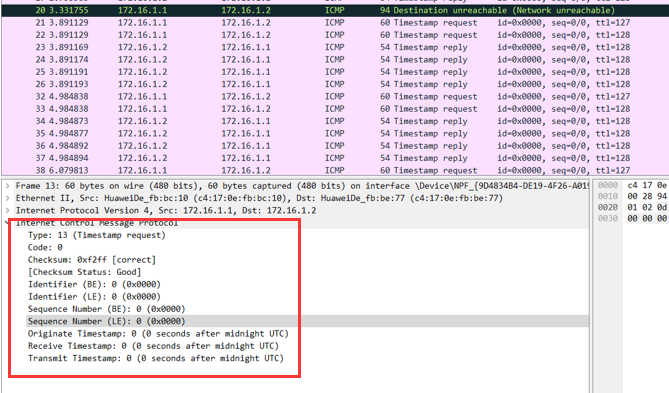 20 3.331755 172.16.1.1 172.16.1.2 ICMP 94 Destination unreachable (Network unreachable)
21 3.891129 172.16.1.1 172.16.1.2 ICMP 60 Timestamp request id=0x0000, seq=0/0, ttl=127
22 3.891129 172.16.1.1 172.16.1.2 ICMP 60 Timestamp request id=0x0000, seq=0/0, ttl=128
23 3.891169 172.16.1.2 172.16.1.1 ICMP 54 Timestamp reply id=0x0000, seq=0/0, ttl=128
24 3.891174 172.16.1.2 172.16.1.1 ICMP 54 Timestamp reply id=0x0000, seq=0/0, ttl=128
25 3.891191 172.16.1.2 172.16.1.1 ICMP 54 Timestamp reply id=0x0000, seq=0/0, ttl=128
26 3.891193 172.16.1.2 172.16.1.1 ICMP 54 Timestamp reply id=0x0000, seq=0/0, ttl=128
32 4.984838 172.16.1.1 172.16.1.2 ICMP 60 Timestamp request id=0x0000, seq=0/0, ttl=127
33 4.984838 172.16.1.1 172.16.1.2 ICMP 60 Timestamp request id=0x0000, seq=0/0, ttl=128
34 4.984873 172.16.1.2 172.16.1.1 ICMP 54 Timestamp reply id=0x0000, seq=0/0, ttl=128
35 4.984877 172.16.1.2 172.16.1.1 ICMP 54 Timestamp reply id=0x0000, seq=0/0, ttl=128
36 4.984892 172.16.1.2 172.16.1.1 ICMP 54 Timestamp reply id=0x0000, seq=0/0, ttl=128
37 4.984894 172.16.1.2 172.16.1.1 ICMP 54 Timestamp reply id=0x0000, seq=0/0, ttl=128
38 6.079813 172.16.1.1 172.16.1.2 ICMP 60 Timestamp request id=0x0000, seq=0/0, ttl=127
Frame 13: 60 bytes on wire (480 bits), 60 bytes captured (480 bits) on interface \Device\NPF_{9D4834B4-DE19-4F26-A019
Ethernet II, Src: HuaweiDe_fb:bc:10 (c4:17:0e:fb:bc:10), Dst: HuaweiDe_fb:be:77 (c4:17:0e:fb:be:77)
Internet Protocol Version 4, Src: 172.16.1.1, Dst: 172.16.1.2
Internet Control Message Protocol
Type: 13 (Timestamp request)
Code: 0
Checksum: 0xf2ff [correct]
[Checksum Status: Good]
Identifier (BE): 0 (0x0000)
Identifier (LE): 0 (0x0000)
Sequence Number (BE): 0 (0x0000)
Sequence Number (LE): 0 (0x0000)
Originate Timestamp: 0 (0 seconds after midnight UTC)
Receive Timestamp: 0 (0 seconds after midnight UTC)
Transmit Timestamp: 0 (0 seconds after midnight UTC)
0000 c4 17 0e
0010 00 28 94
0020 01 02 0d
0030 00 00 00